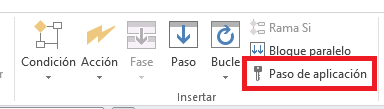 Condición Acción Fase Paso Bucle
Rama Si
Bloque paralelo
Paso de aplicación
Insertar